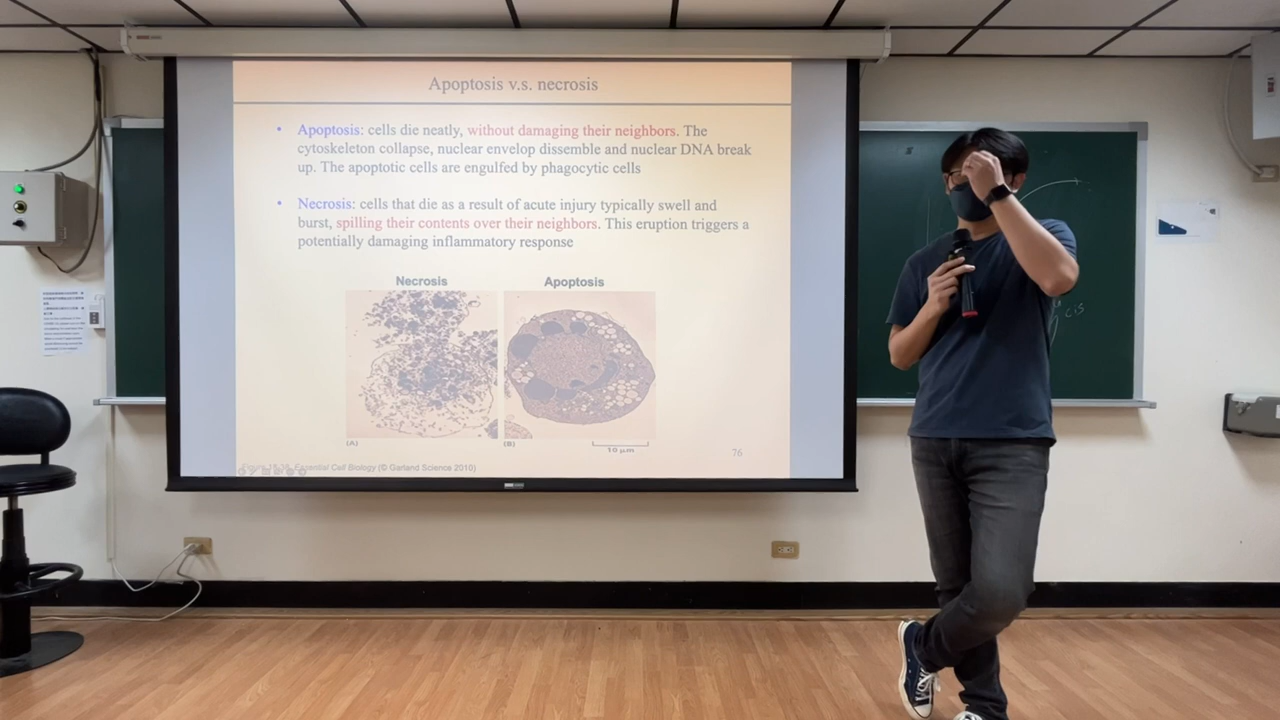 Apoptosis v.s. necrosis
• Apoptosis: cells die neatly, without damaging their neighbors. The
cytoskeleton collapse, nuclear envelop dissemble and nuclear DNA break
up. The apoptotic cells are engulfed by phagocytic cells
• Necrosis: cells that die as a result of acute injury typically swell and
burst, spilling their contents over their neighbors. This eruption triggers a
potentially damaging inflammatory response
Necrosis Apoptosis
(A) (B) 10 μm
76
Essential Cell Biology (© Garland Science 2010)
cis